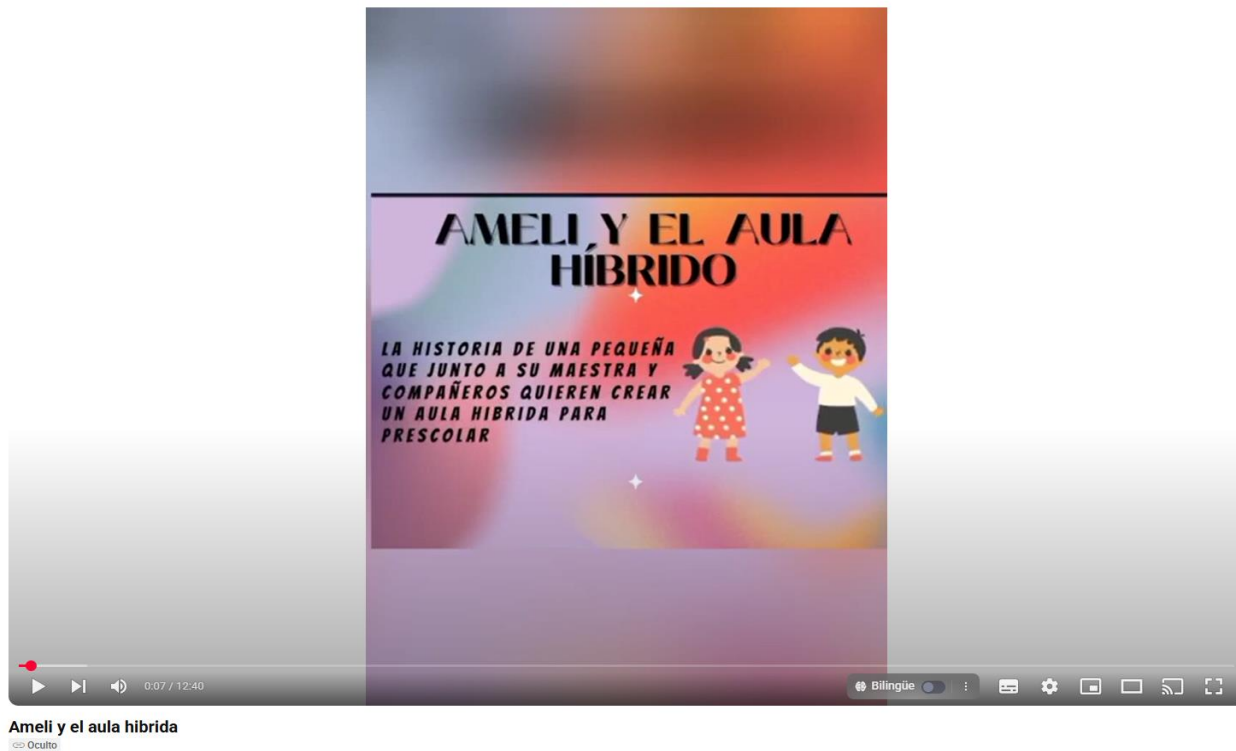 AMELI Y EL AULA
HÍBRIDO
LA HISTORIA DE UNA PEQUEÑA
QUE JUNTO A SU MAESTRA Y
COMPAÑEROS QUIEREN CREAR
UN AULA HIBRIDA PARA
PRESCOLAR
0:07 / 12:40
Bilingüe
Ameli y el aula hibrida
Oculto